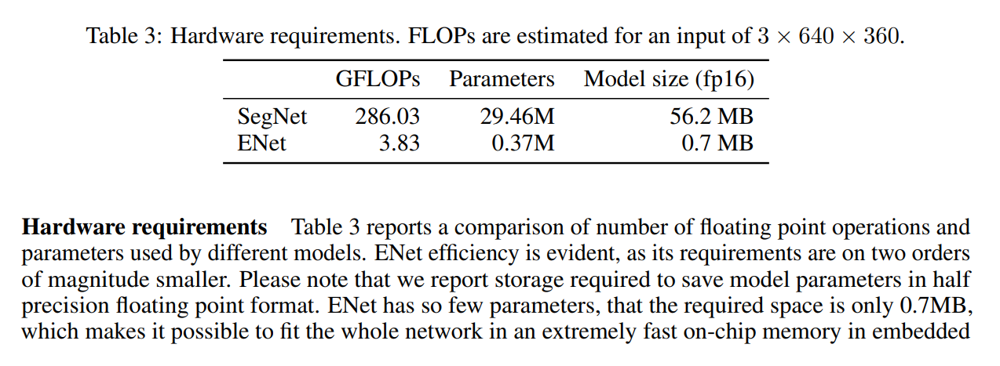 Table 3: Hardware requirements. FLOPs are estimated for an input of 3 × 640 × 360.
GFLOPs Parameters Model size (fp16)
SegNet 286.03 29.46M 56.2 MB
ENet 3.83 0.37M 0.7 MB
Hardware requirements Table 3 reports a comparison of number of floating point operations and
parameters used by different models. ENet efficiency is evident, as its requirements are on two orders
of magnitude smaller. Please note that we report storage required to save model parameters in half
precision floating point format. ENet has so few parameters, that the required space is only 0.7MB,
which makes it possible to fit the whole network in an extremely fast on-chip memory in embedded